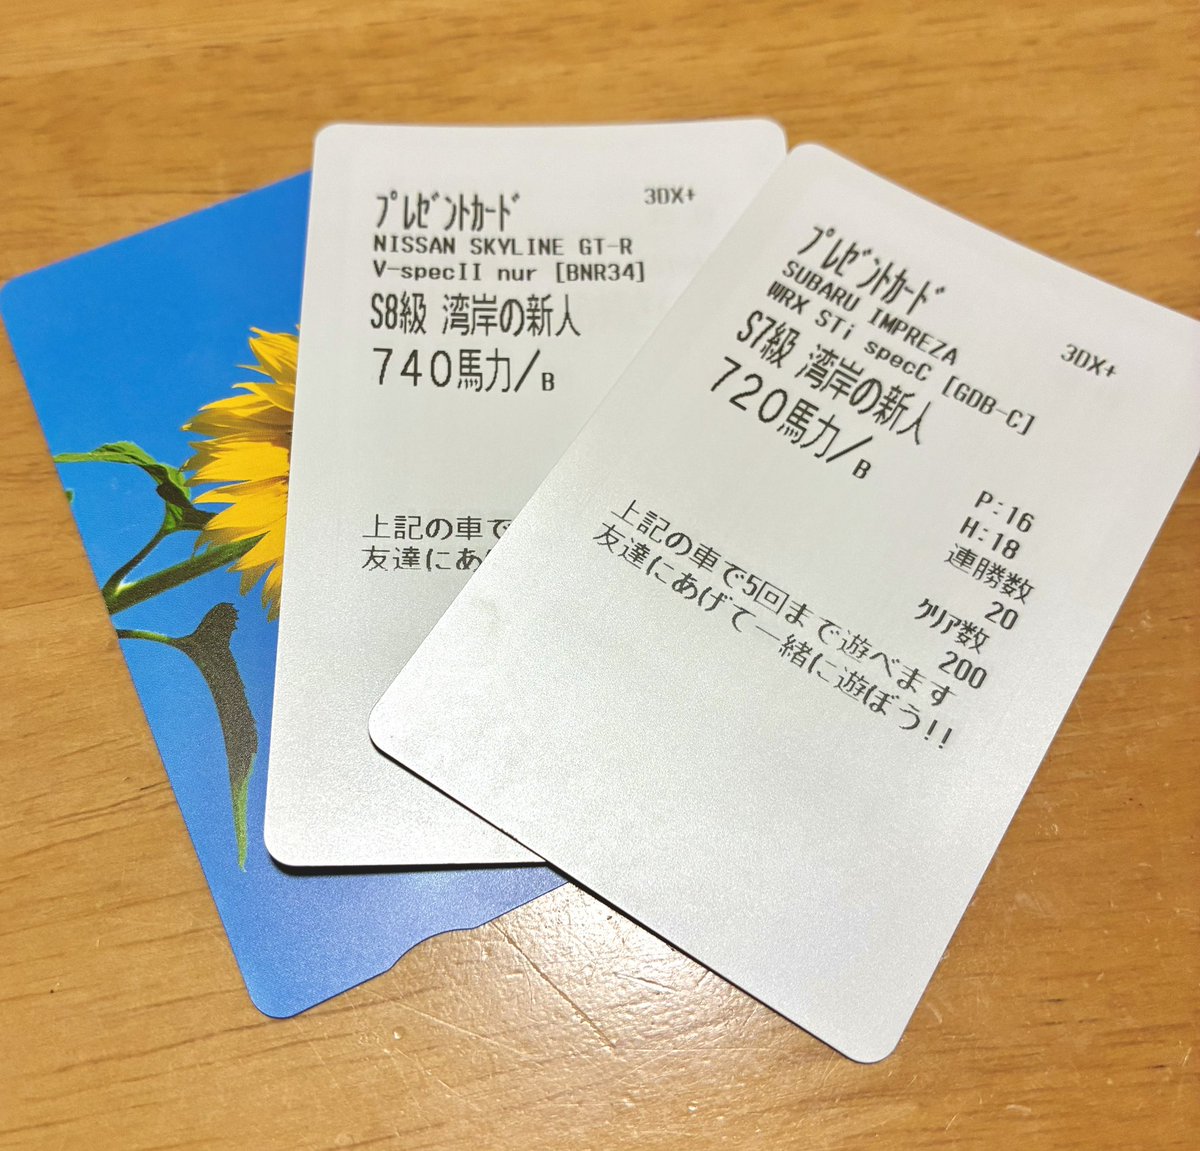 ﾌﾟﾚｾﾞﾝﾄｶｰﾄﾞ
3DX+
NISSAN SKYLINE GT-R
V-specII nur [BNR34]
S8級 湾岸の新人
740馬力/B
上記の車で
友達にあ
ﾌﾟﾚｾﾞﾝﾄｶｰﾄﾞ
3DX+
SUBARU IMPREZA
WRX STi specC [GDB-C]
S7級 湾岸の新人
720馬力/B
P:16
H:18
連勝数
20
ｸﾘｱ数
200
上記の車で5回まで遊べます
友達にあげて一緒に遊ぼう!!